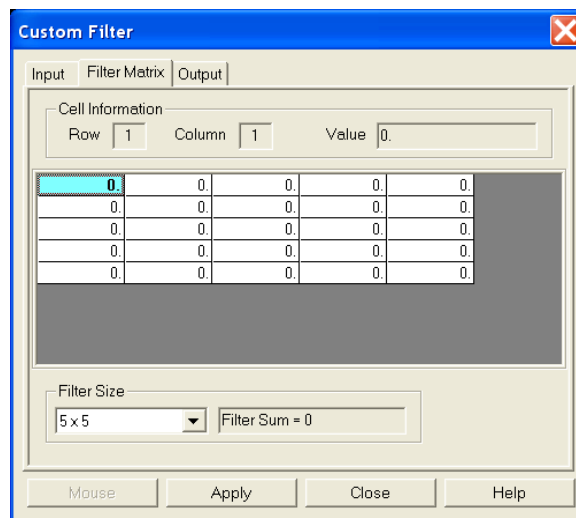 Custom Filter
Input Filter Matrix Output
Cell Information
Row 1 Column 1 Value 0.
0. 0. 0. 0. 0.
0. 0. 0. 0. 0.
0. 0. 0. 0. 0.
0. 0. 0. 0. 0.
0. 0. 0. 0. 0.
Filter Size
5 x 5 Filter Sum = 0
Mouse Apply Close Help